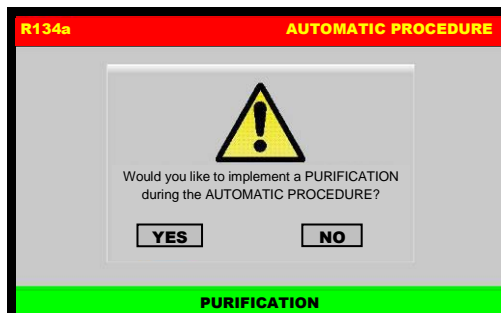 R134a AUTOMATIC PROCEDURE
Would you like to implement a PURIFICATION
during the AUTOMATIC PROCEDURE?
YES NO
PURIFICATION